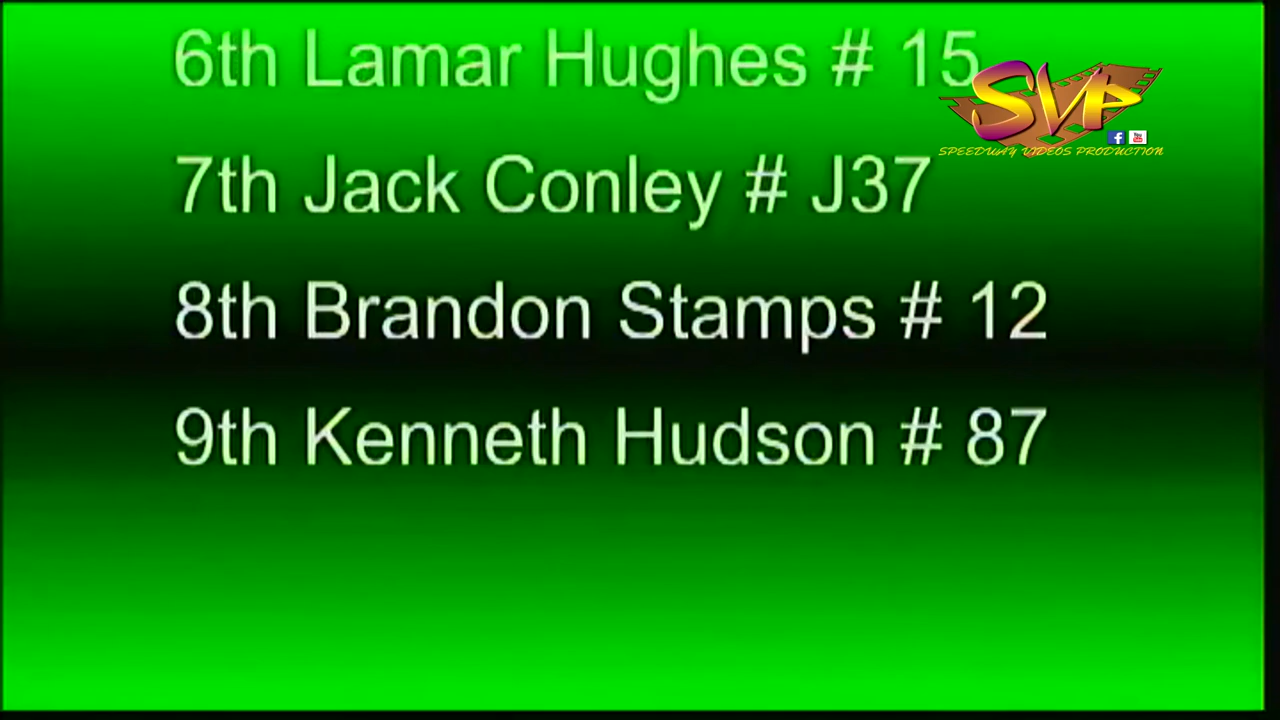 6th Lamar Hughes # 15
SVP
SPEEDWAY VIDEOS PRODUCTION
7th Jack Conley # J37
8th Brandon Stamps # 12
9th Kenneth Hudson # 87